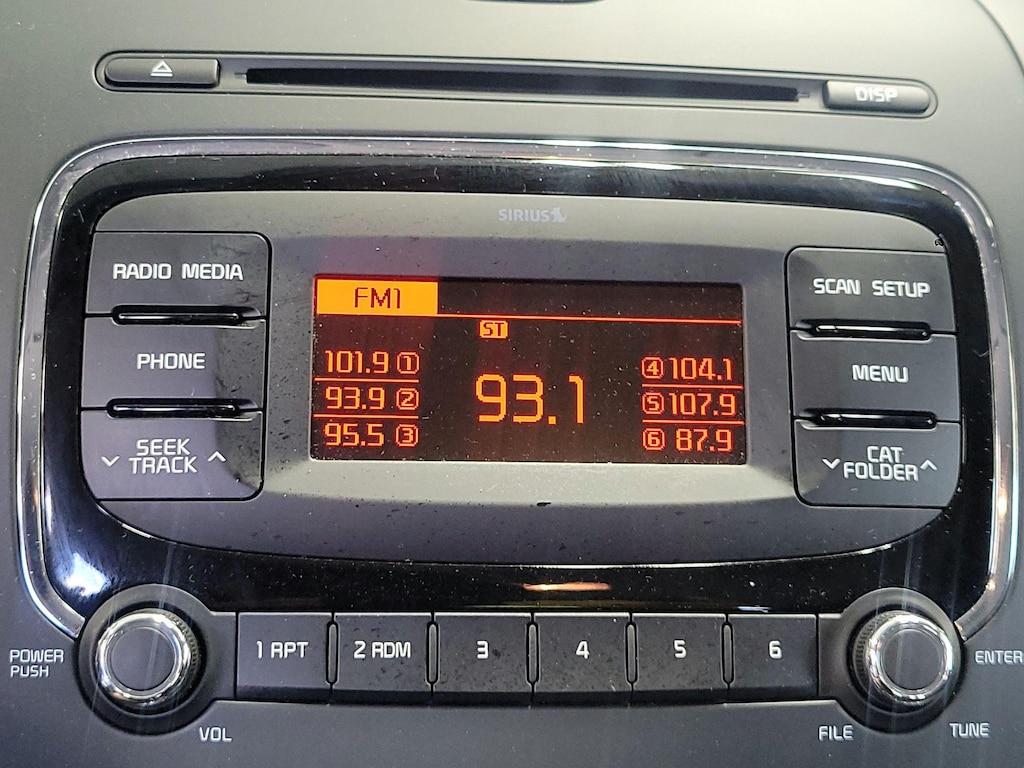 DISP
SIRIUS
RADIO MEDIA
PHONE
SEEK
TRACK
FM1
ST
101.9 1
93.9 2
95.5 3
93.1
4 104.1
5 107.9
6 87.9
SCAN SETUP
MENU
CAT
FOLDER
POWER
PUSH
VOL
1 RPT
2 RDM
3
4
5
6
ENTER
FILE
TUNE